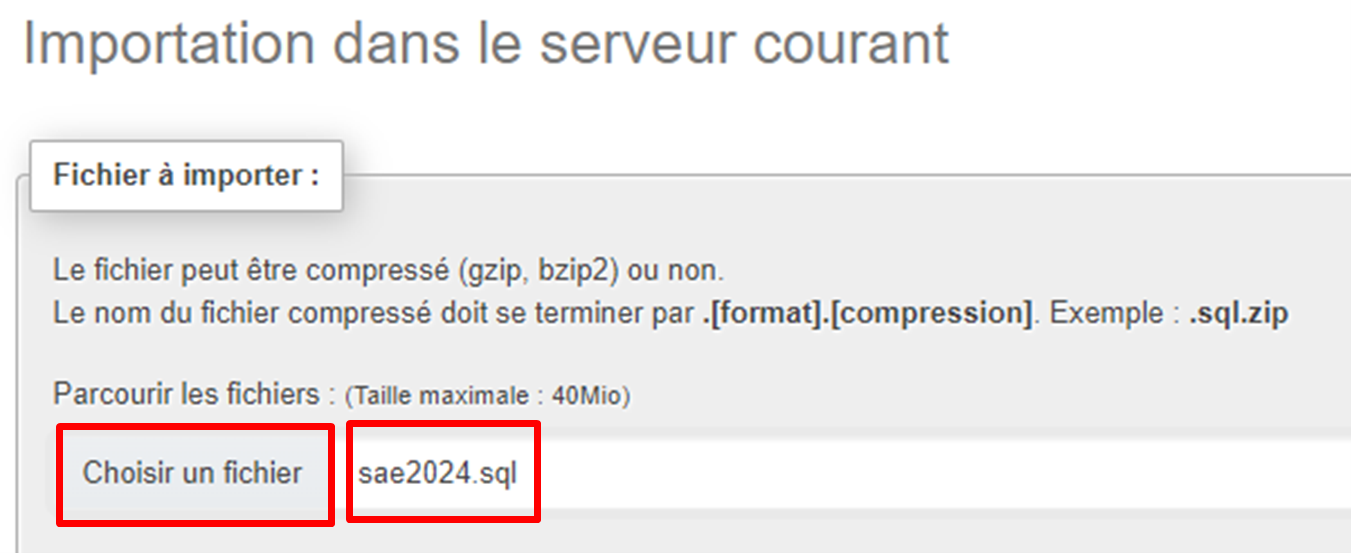 Importation dans le serveur courant
Fichier à importer :
Le fichier peut être compressé (gzip, bzip2) ou non.
Le nom du fichier compressé doit se terminer par .[format].[compression]. Exemple : .sql.zip
Parcourir les fichiers : (Taille maximale : 40Mio)
Choisir un fichier sae2024.sql